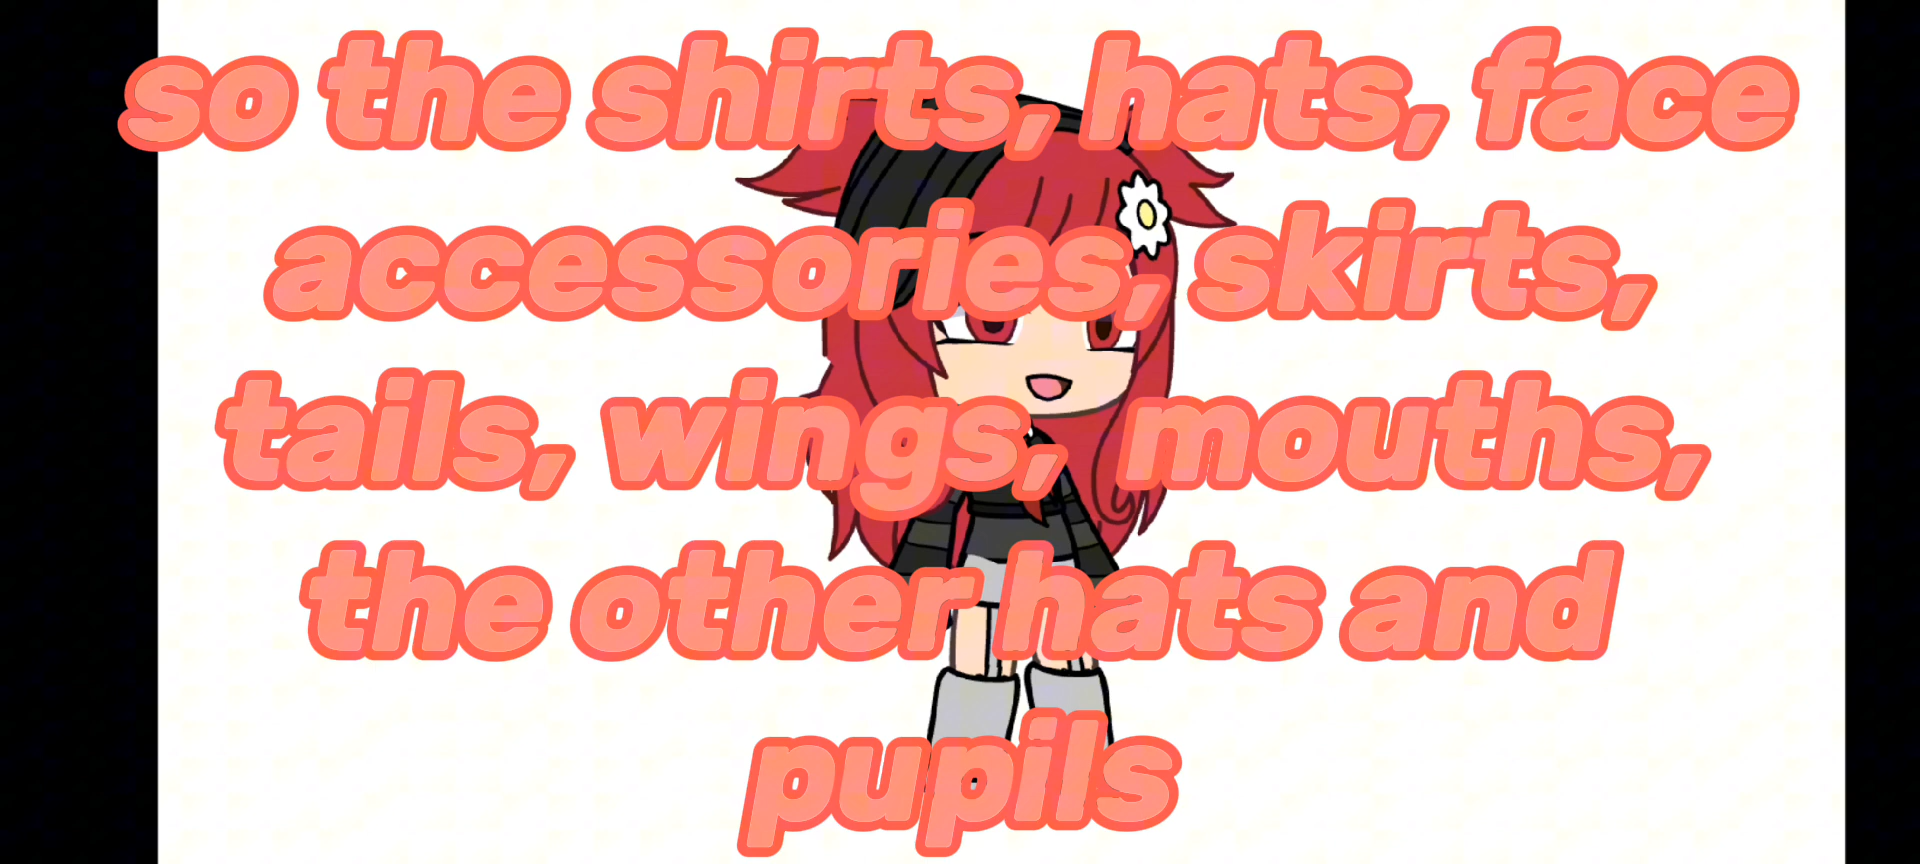 so the shirts, hats, face
accessories, skirts,
tails, wings, mouths,
the other hats and
pupils